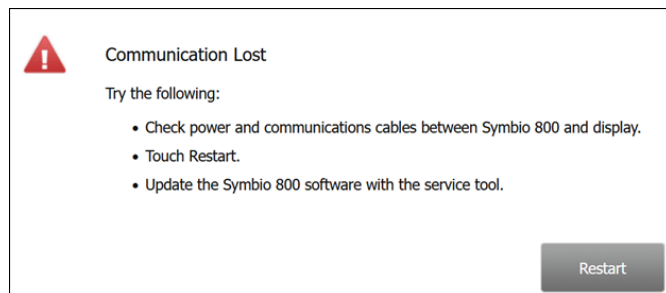 Communication Lost
Try the following:
• Check power and communications cables between Symbio 800 and display.
• Touch Restart.
• Update the Symbio 800 software with the service tool.
Restart